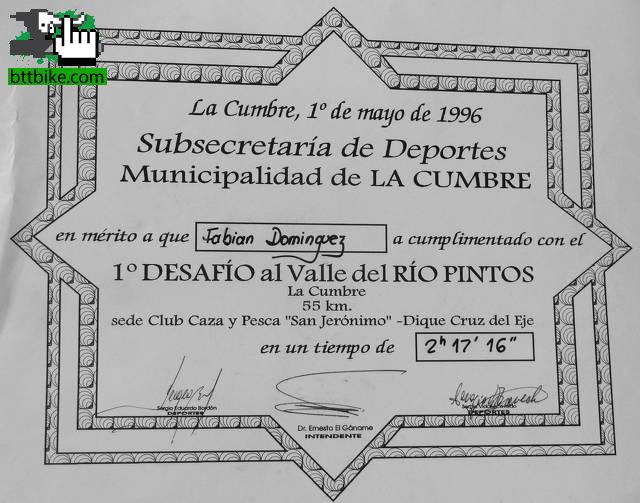 bttbike.com
La Cumbre, 1º de mayo de 1996
Subsecretaría de Deportes
Municipalidad de LA CUMBRE
en mérito a que Fabian Dominguez a cumplimentado con el
1º DESAFÍO al Valle del RÍO PINTOS
La Cumbre
55 km.
sede Club Caza y Pesca "San Jerónimo" -Dique Cruz del Eje
en un tiempo de 2h 17' 16"
Sergio Eduardo Bordón
DEPORTES
Dr. Ernesto El Gáname
INTENDENTE
DEPORTES